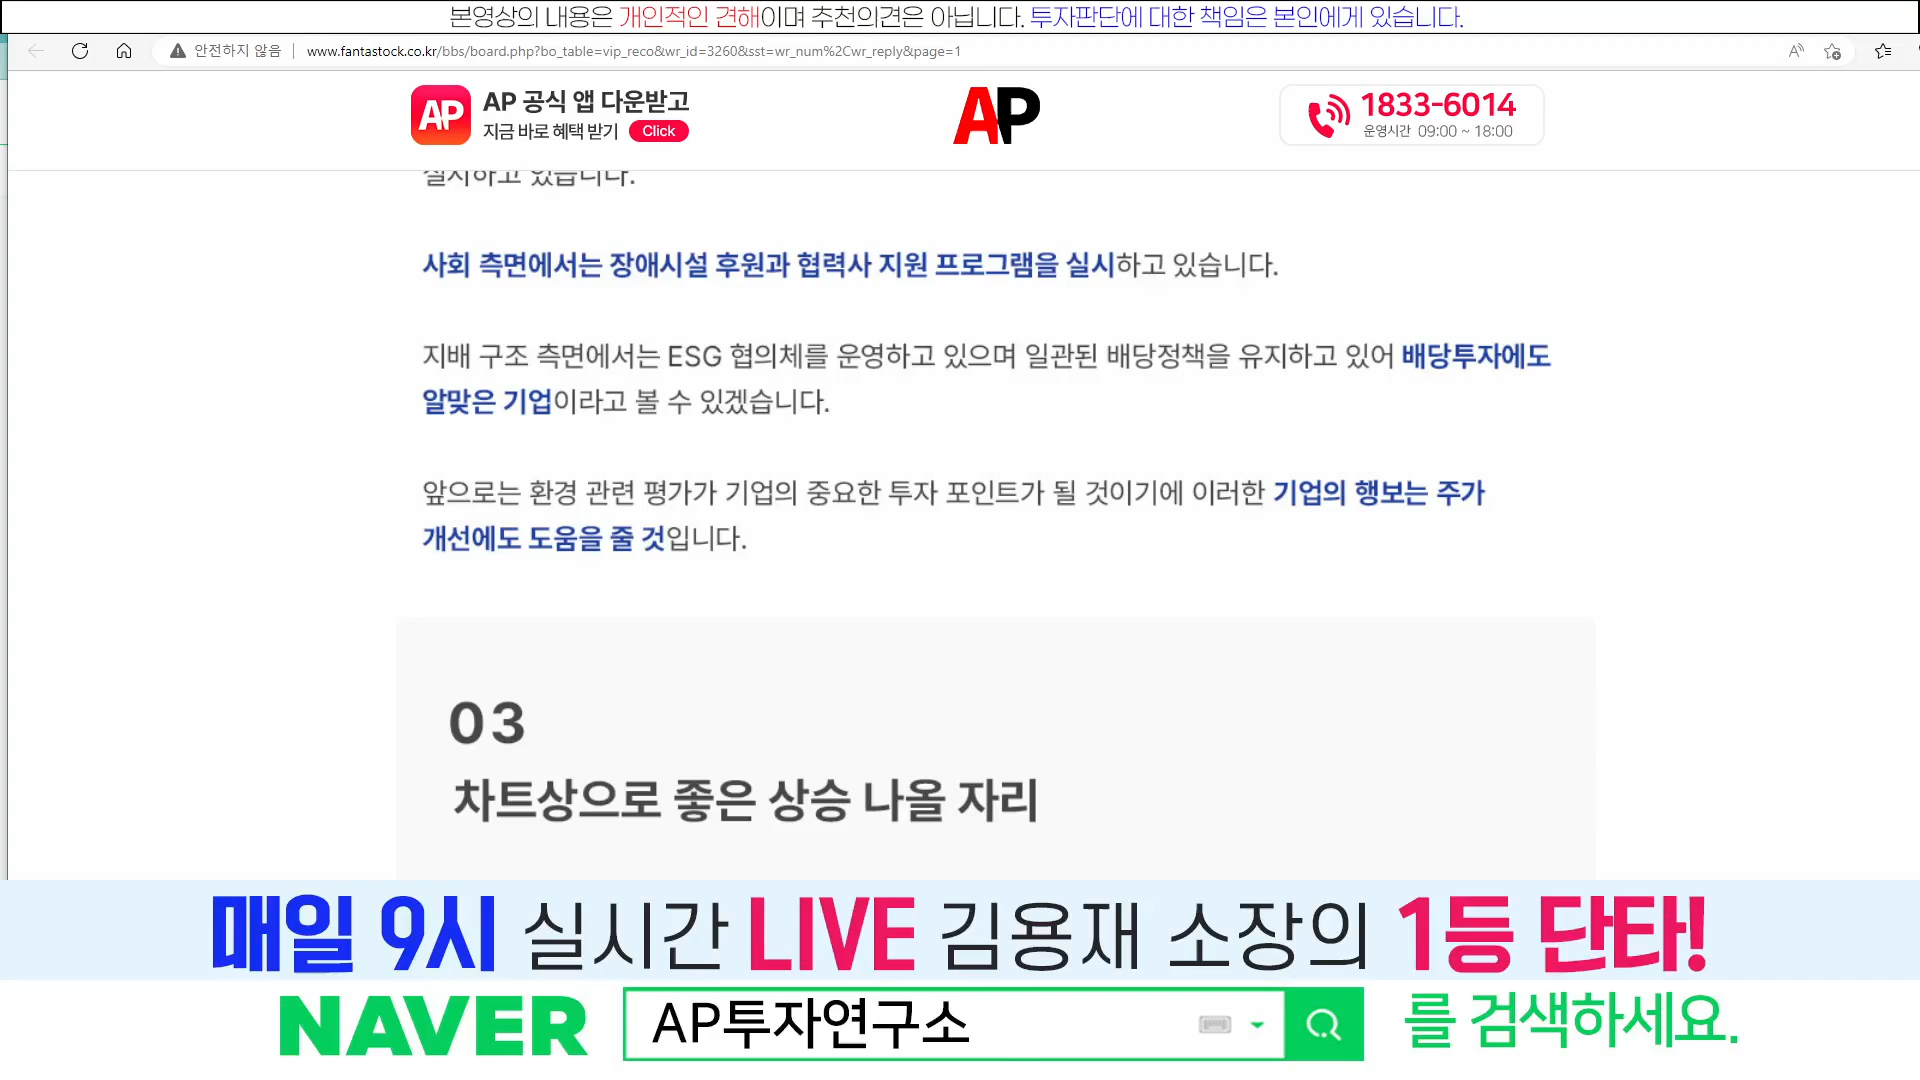 본영상의 내용은 개인적인 견해이며 추천의견은 아닙니다. 투자판단에 대한 책임은 본인에게 있습니다.
안전하지 않음 | www.fantastock.co.kr/bbs/board.php?bo_table=vip_reco&wr_id=3260&sst=wr_num%2Cwr_reply&page=1
AP
AP 공식 앱 다운받고
지금 바로 혜택 받기 Click
AP
1833-6014
운영시간 09:00 ~ 18:00
실시하고 있습니다.
사회 측면에서는 장애시설 후원과 협력사 지원 프로그램을 실시하고 있습니다.
지배 구조 측면에서는 ESG 협의체를 운영하고 있으며 일관된 배당정책을 유지하고 있어 배당투자에도
알맞은 기업이라고 볼 수 있겠습니다.
앞으로는 환경 관련 평가가 기업의 중요한 투자 포인트가 될 것이기에 이러한 기업의 행보는 주가
개선에도 도움을 줄 것입니다.
03
차트상으로 좋은 상승 나올 자리
매일 9시 실시간 LIVE 김용재 소장의 1등 단타!
NAVER AP투자연구소 를 검색하세요.